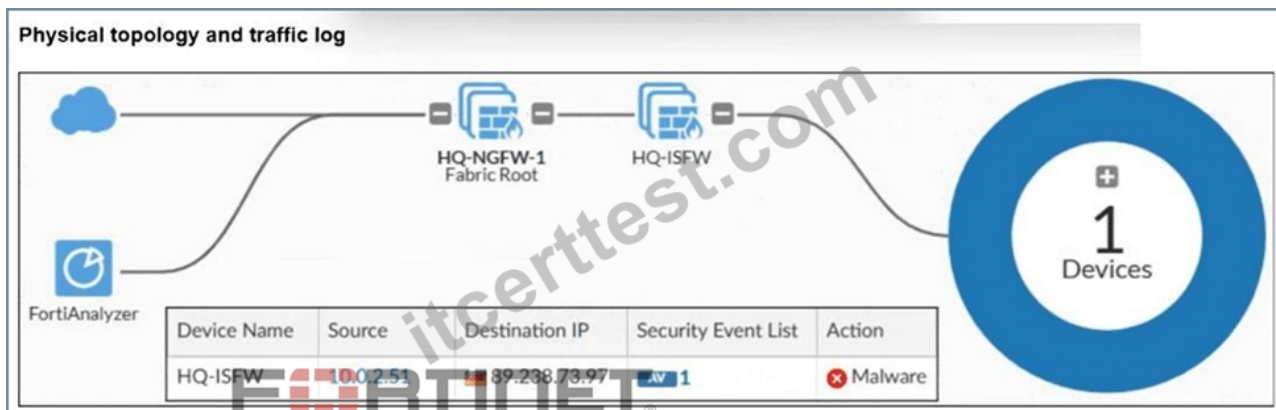 Physical topology and traffic log
HQ-NGFW-1
Fabric Root
HQ-ISFW
1
Devices
FortiAnalyzer
itcerttest.com
Device Name Source Destination IP Security Event List Action
HQ-ISFW 10.0.2.51 89.238.73.97 AV 1 Malware
FORTINET®